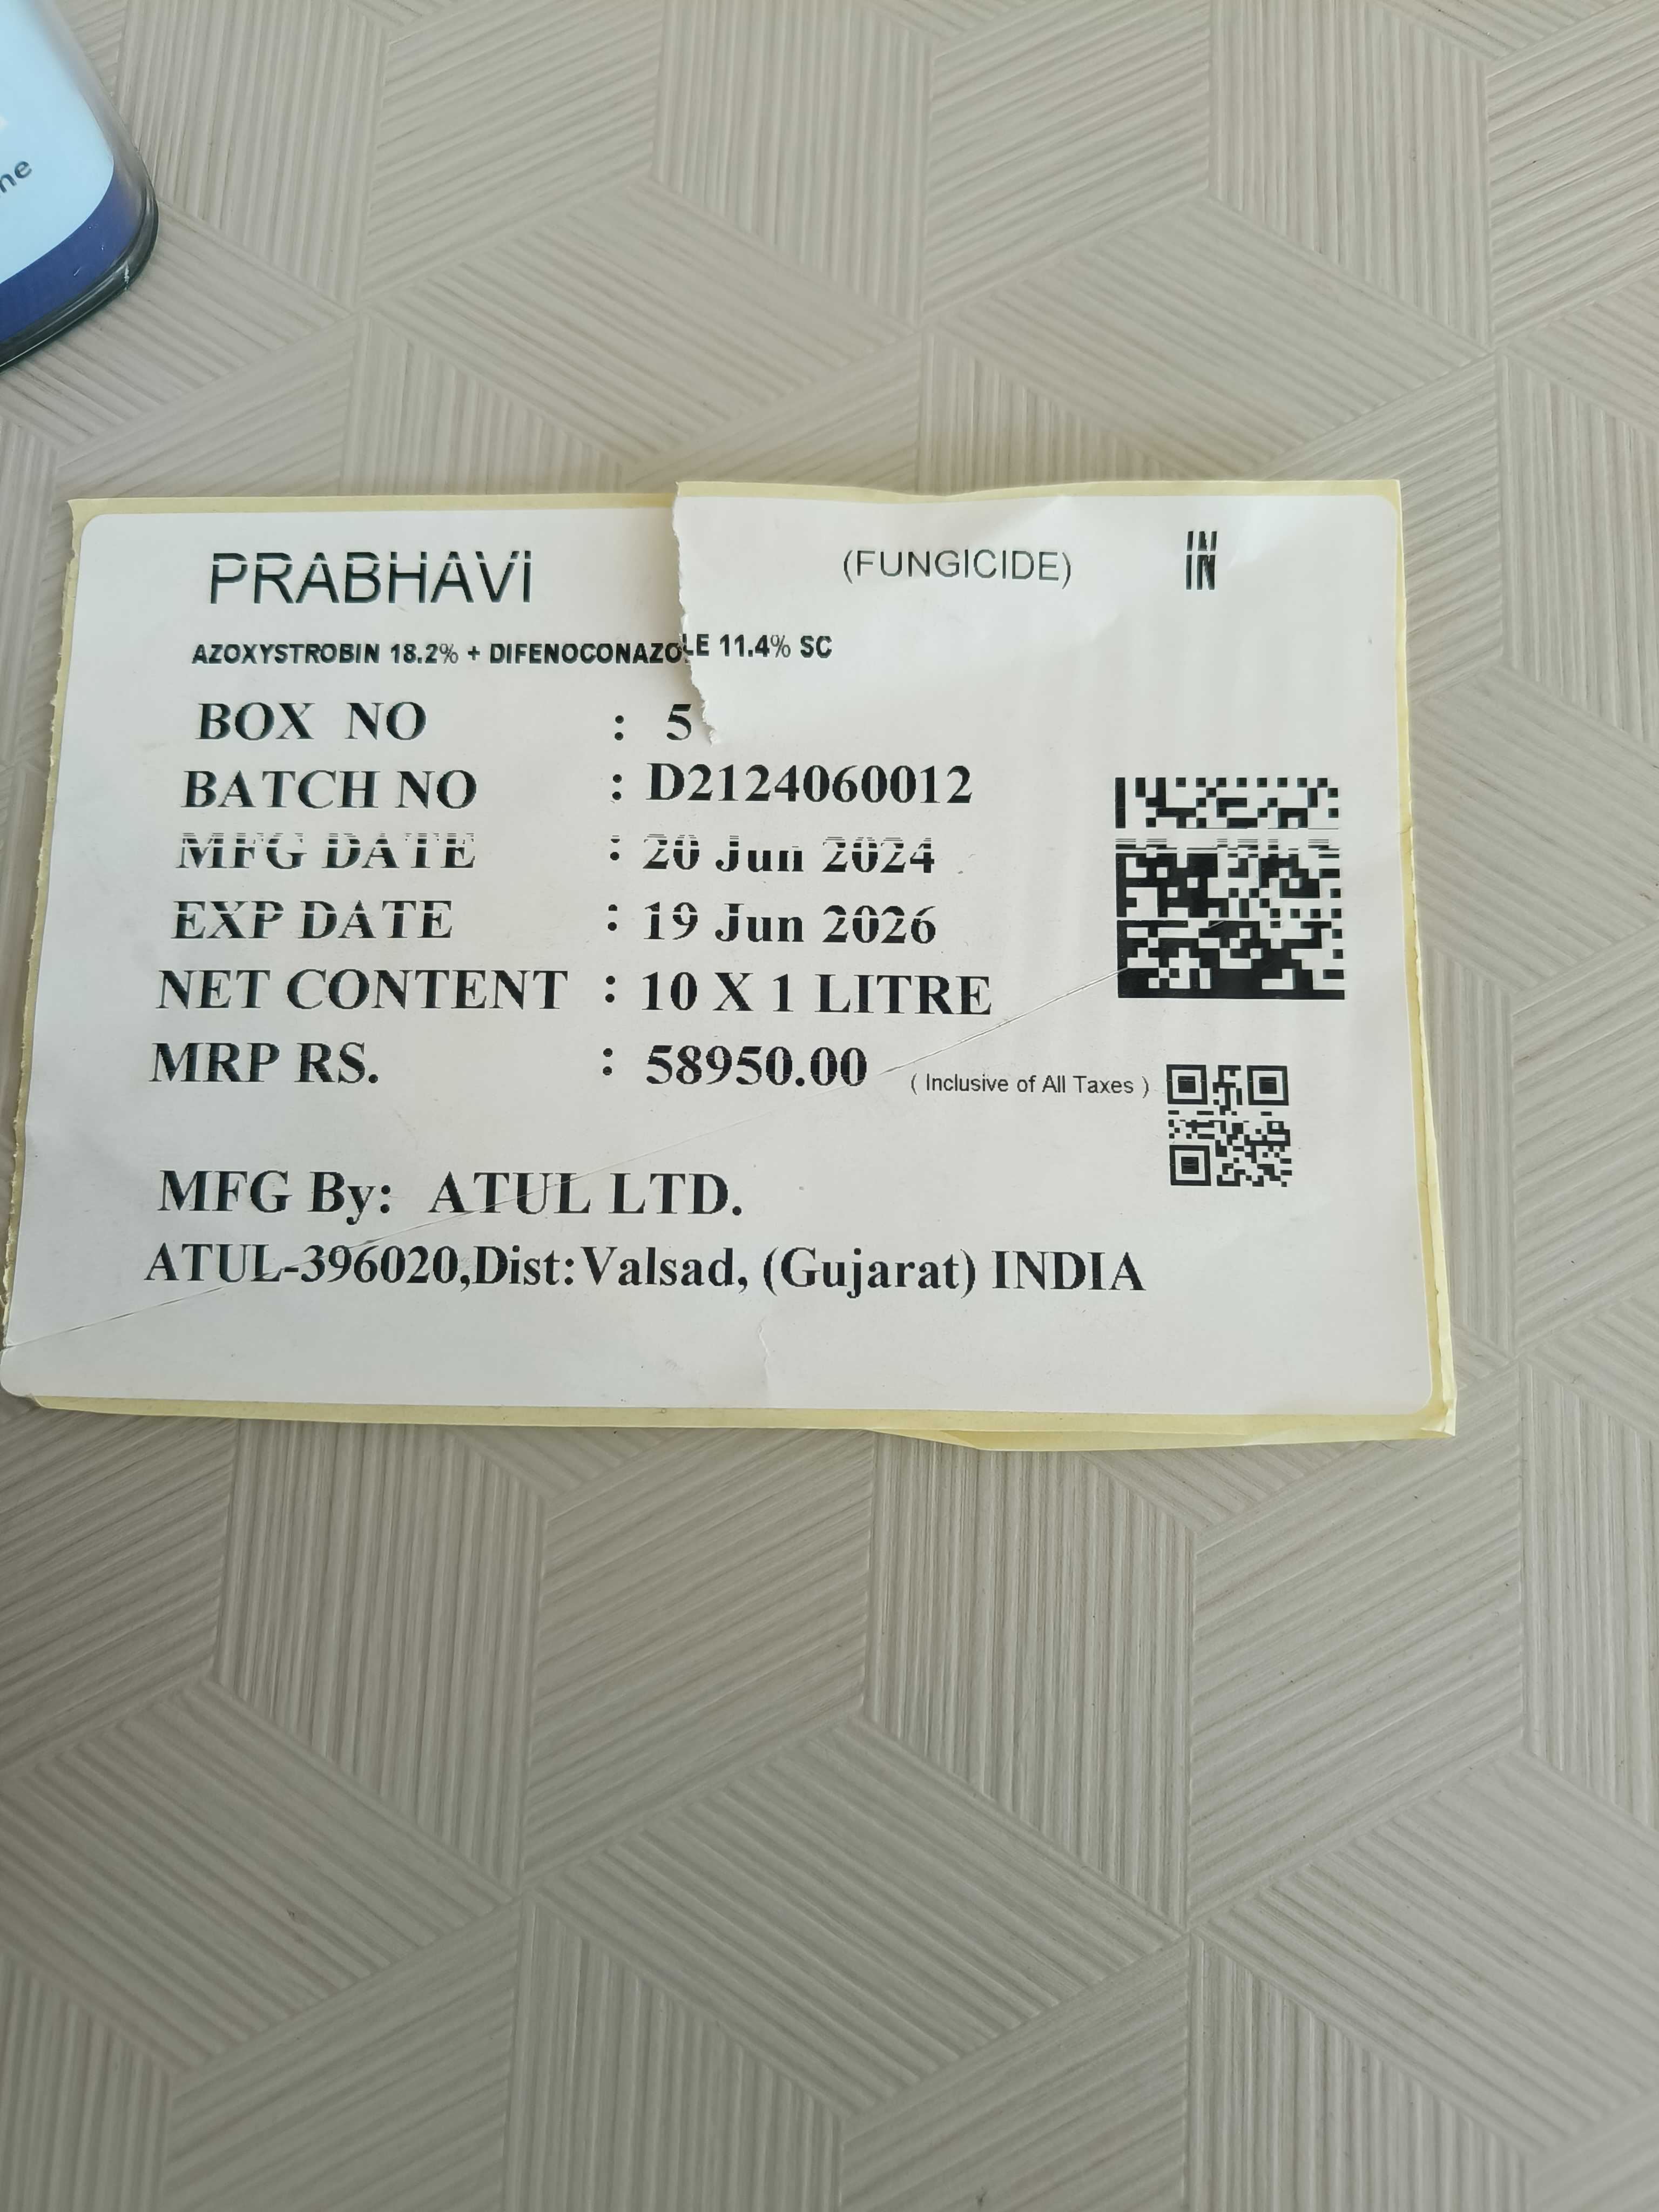 ne
PRABHAVI (FUNGICIDE) IN
AZOXYSTROBIN 18.2% + DIFENOCONAZOLE 11.4% SC
BOX NO : 5
BATCH NO : D2124060012
MFG DATE : 20 Jun 2024
EXP DATE : 19 Jun 2026
NET CONTENT : 10 X 1 LITRE
MRP RS. : 58950.00 ( Inclusive of All Taxes )
MFG By: ATUL LTD.
ATUL-396020,Dist:Valsad, (Gujarat) INDIA